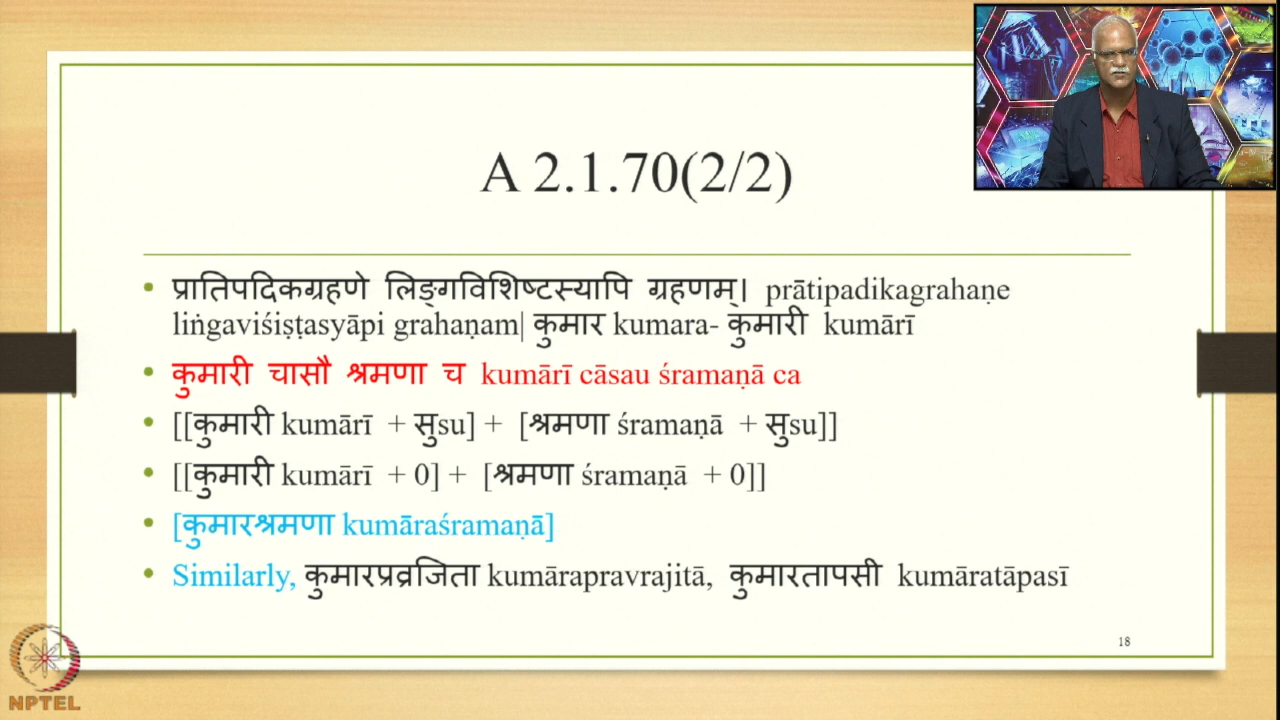 A 2.1.70(2/2)
• प्रातिपदिकग्रहणे लिङ्गविशिष्टस्यापि ग्रहणम्। prātipadikagrahaṇe
liṅgaviśiṣṭasyāpi grahaṇam| कुमार kumara- कुमारी kumārī
• कुमारी चासौ श्रमणा च kumārī cāsau śramaṇā ca
• [[कुमारी kumārī + सुsu] + [श्रमणा śramaṇā + सुsu]]
• [[कुमारी kumārī + 0] + [श्रमणा śramaṇā + 0]]
• [कुमारश्रमणा kumāraśramaṇā]
• Similarly, कुमारप्रव्रजिता kumārapravrajitā, कुमारतापसी kumāratāpasī
18
NPTEL